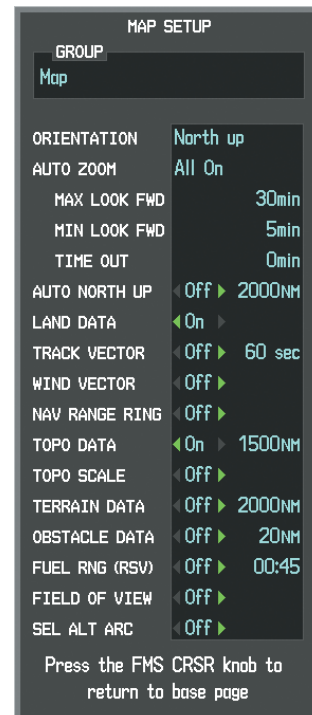 MAP SETUP
GROUP
Map
ORIENTATION North up
AUTO ZOOM All On
MAX LOOK FWD 30min
MIN LOOK FWD 5min
TIME OUT 0min
AUTO NORTH UP Off 2000NM
LAND DATA On
TRACK VECTOR Off 60 sec
WIND VECTOR Off
NAV RANGE RING Off
TOPO DATA On 1500NM
TOPO SCALE Off
TERRAIN DATA Off 2000NM
OBSTACLE DATA Off 20NM
FUEL RNG (RSV) Off 00:45
FIELD OF VIEW Off
SEL ALT ARC Off
Press the FMS CRSR knob to
return to base page